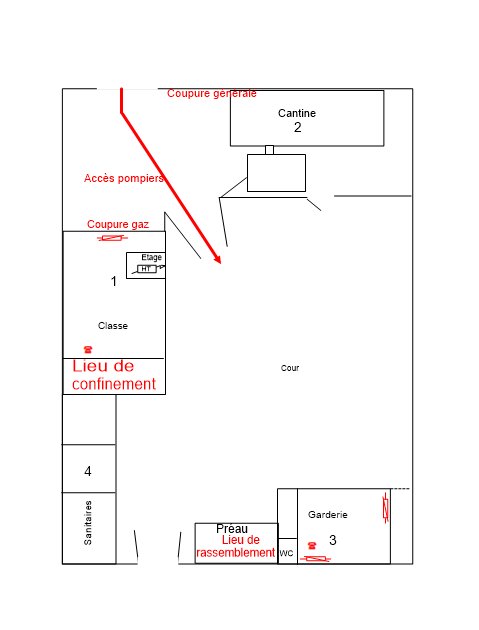 Coupure générale
Cantine
2
Accès pompiers
Coupure gaz
Etage
HT
1
Classe
Lieu de
confinement
Cour
4
Sanitaires
Garderie
3
Préau
Lieu de
rassemblement
WC